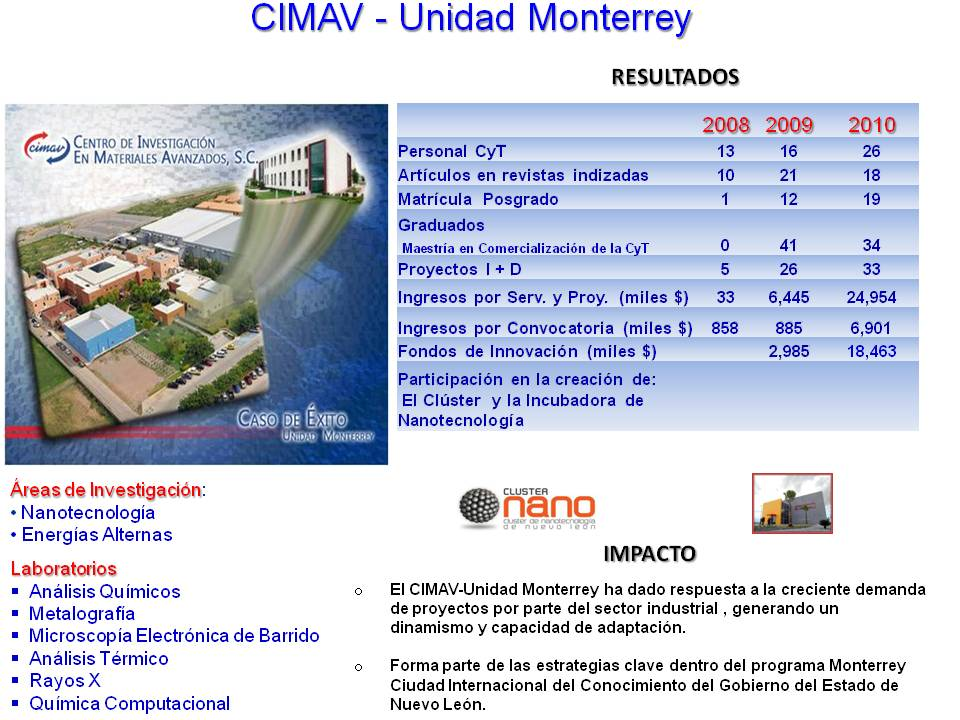 CIMAV - Unidad Monterrey
RESULTADOS
cimav
CENTRO DE INVESTIGACIÓN
EN MATERIALES AVANZADOS, S.C.
CASO DE ÉXITO
UNIDAD MONTERREY
2008 2009 2010
Personal CyT 13 16 26
Artículos en revistas indizadas 10 21 18
Matrícula Posgrado 1 12 19
Graduados
Maestría en Comercialización de la CyT 0 41 34
Proyectos I + D 5 26 33
Ingresos por Serv. y Proy. (miles $) 33 6,445 24,954
Ingresos por Convocatoria (miles $) 858 885 6,901
Fondos de Innovación (miles $) 2,985 18,463
Participación en la creación de:
El Clúster y la Incubadora de
Nanotecnología
Áreas de Investigación:
• Nanotecnología
• Energías Alternas
Laboratorios
▪ Análisis Químicos
▪ Metalografía
▪ Microscopía Electrónica de Barrido
▪ Análisis Térmico
▪ Rayos X
▪ Química Computacional
CLUSTER
nano
cluster de nanotecnología
de nuevo león
IMPACTO
o El CIMAV-Unidad Monterrey ha dado respuesta a la creciente demanda
de proyectos por parte del sector industrial , generando un
dinamismo y capacidad de adaptación.
o Forma parte de las estrategias clave dentro del programa Monterrey
Ciudad Internacional del Conocimiento del Gobierno del Estado de
Nuevo León.